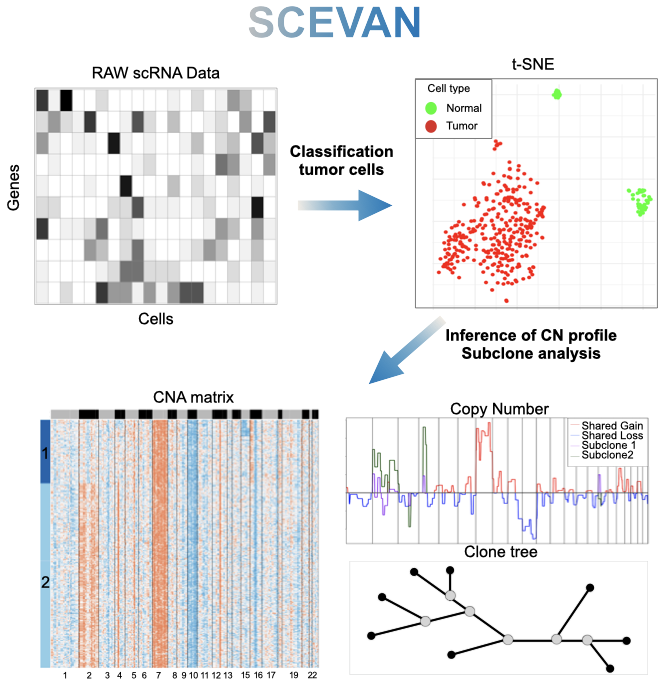 SCEVAN
RAW scRNA Data
Genes
Cells
Classification
tumor cells
t-SNE
Cell type
Normal
Tumor
Inference of CN profile
Subclone analysis
CNA matrix
1
2
1 2 3 4 5 6 7 8 9 10 11 12 13 15 16 17 19 22
Copy Number
Shared Gain
Shared Loss
Subclone 1
Subclone2
Clone tree